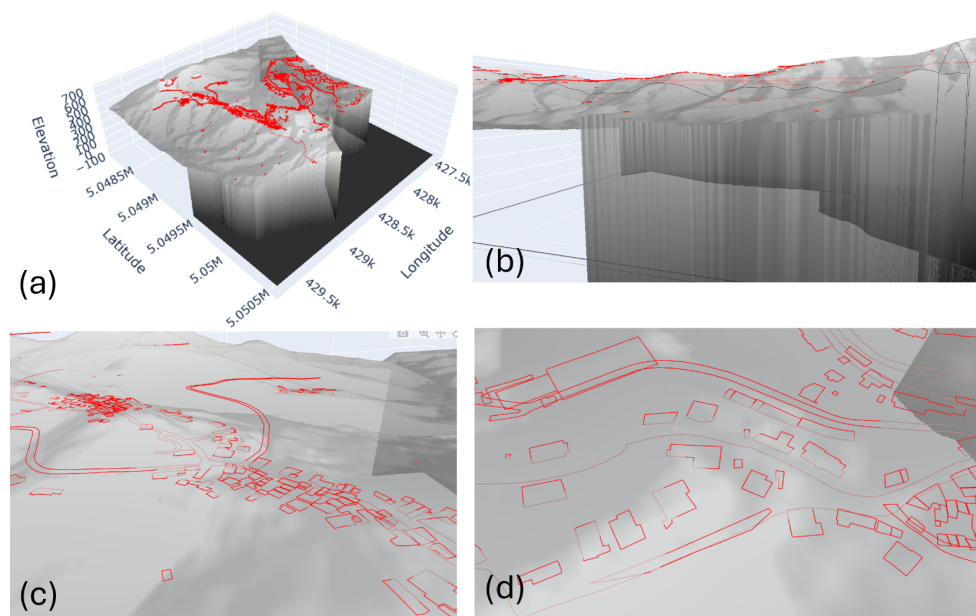 700
600
500
400
300
200
100
0
−100
Elevation
5.0485M
5.049M
5.0495M
5.05M
5.0505M
Latitude
427.5k
428k
428.5k
429k
429.5k
Longitude
(a)
(b)
(c)
(d)